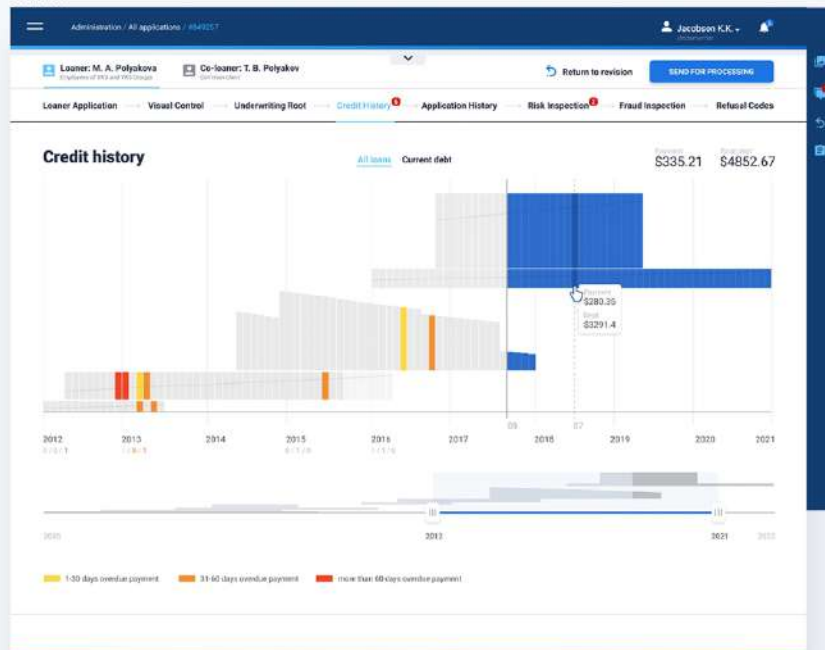 Administration / All applications / #849257
Jacobsen K.K.
Loaner: M. A. Polyakova
Co-loaner: T. B. Polyakov
Return to revision
SEND FOR PROCESSING
Loaner Application
Visual Control
Underwriting Root
Credit History
Application History
Risk Inspection
2
Fraud Inspection
Refusal Codes
Credit history
All loans
Current debt
$335.21
$4852.67
Payment
$280.35
$3291.4
06
07
2012
2013
2014
2015
2016
2017
2018
2019
2020
2021
2012
2021
1-30 days overdue payment
31-60 days overdue payment
more than 60 days overdue payment